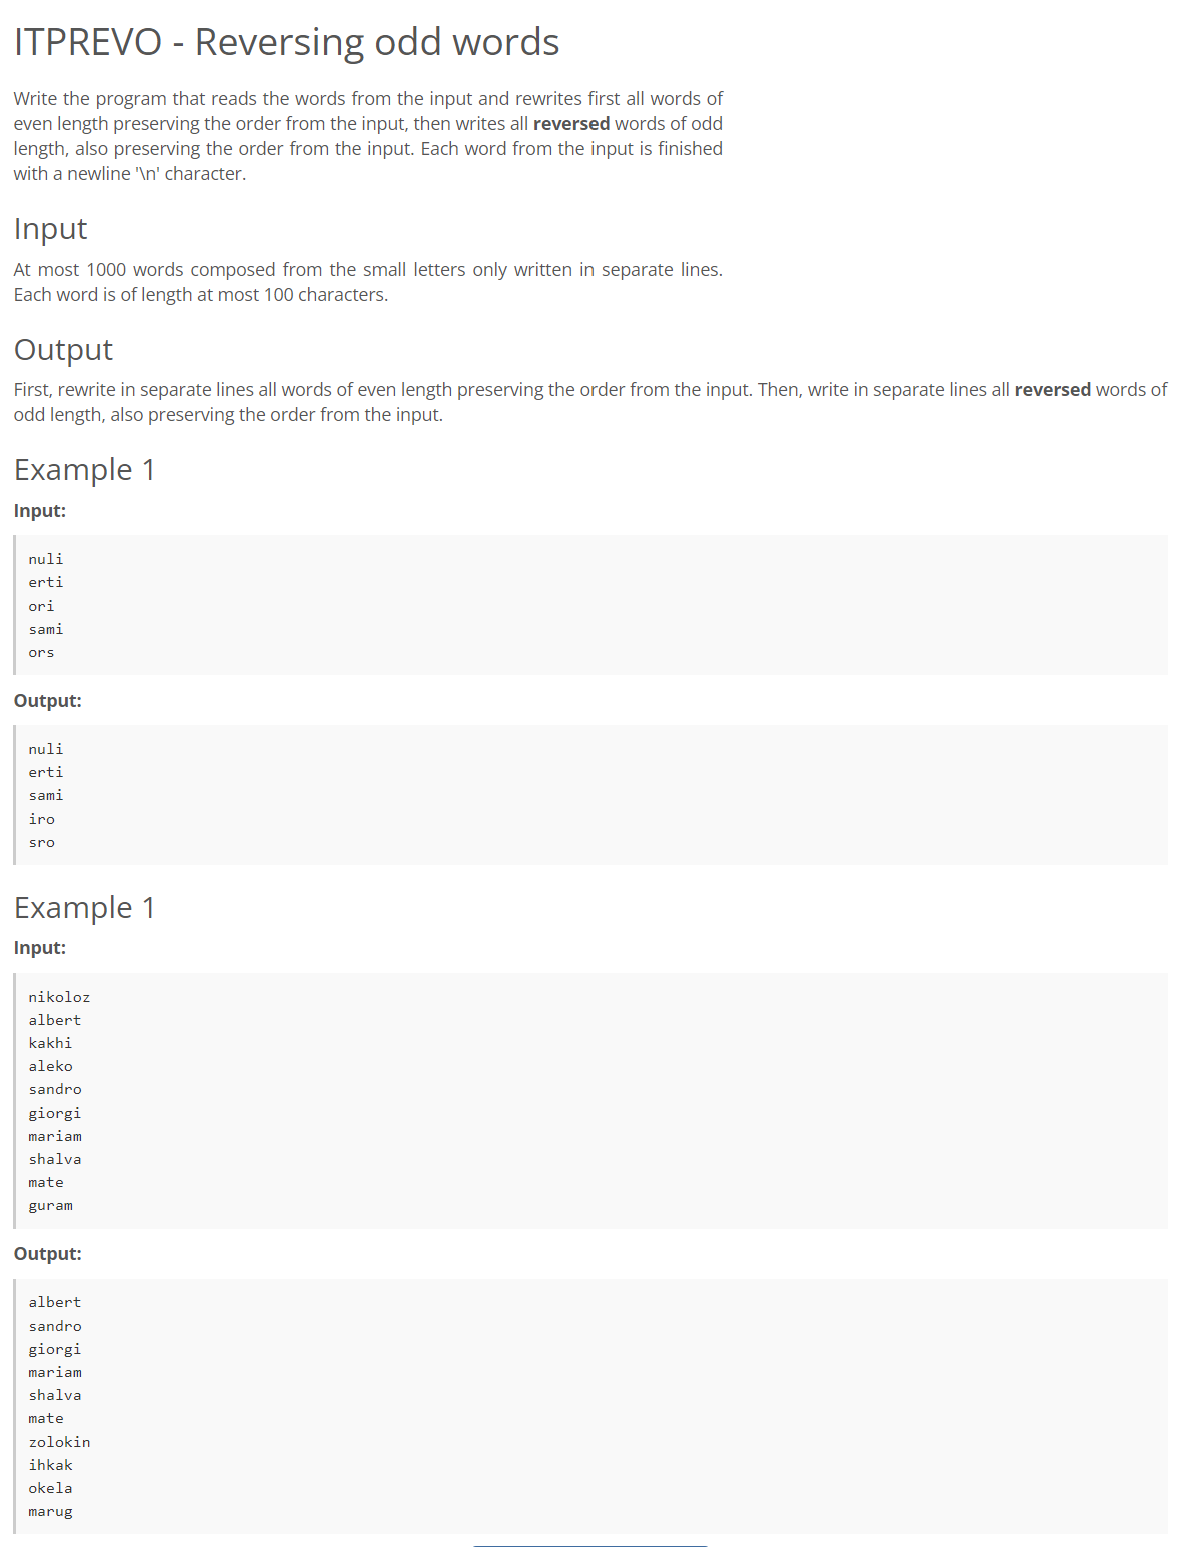 ITPREVO - Reversing odd words
Write the program that reads the words from the input and rewrites first all words of
even length preserving the order from the input, then writes all reversed words of odd
length, also preserving the order from the input. Each word from the input is finished
with a newline '\n' character.
Input
At most 1000 words composed from the small letters only written in separate lines.
Each word is of length at most 100 characters.
Output
First, rewrite in separate lines all words of even length preserving the order from the input. Then, write in separate lines all reversed words of
odd length, also preserving the order from the input.
Example 1
Input:
nuli
erti
ori
sami
ors
Output:
nuli
erti
sami
iro
sro
Example 1
Input:
nikoloz
albert
kakhi
aleko
sandro
giorgi
mariam
shalva
mate
guram
Output:
albert
sandro
giorgi
mariam
shalva
mate
zolokin
ihkak
okela
marug